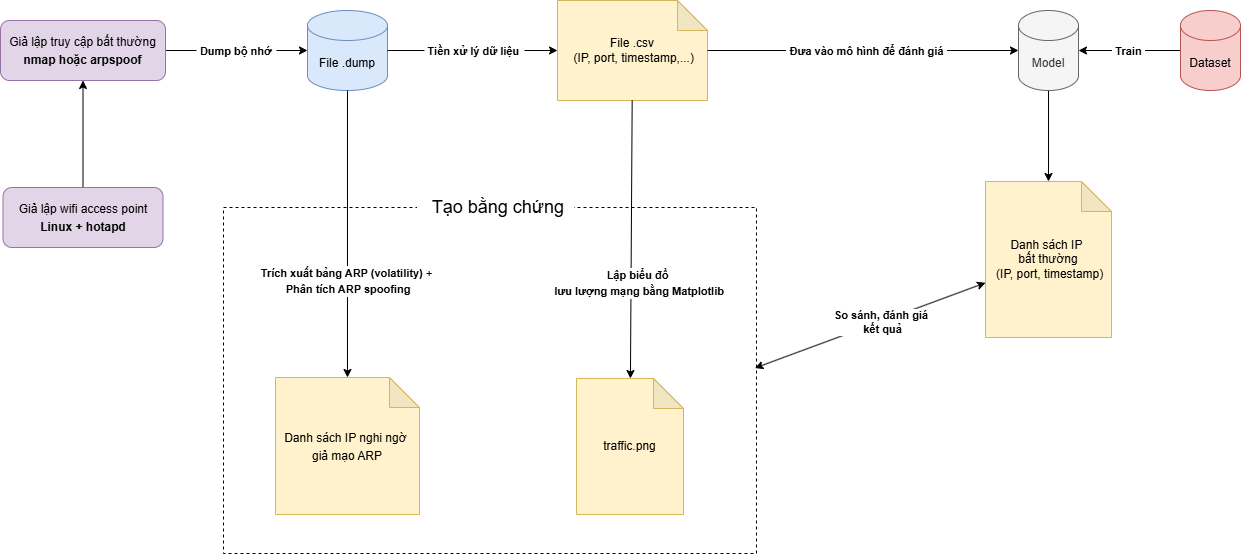 Giả lập truy cập bất thường
nmap hoặc arpspoof
Dump bộ nhớ
File .dump
Tiền xử lý dữ liệu
File .csv
(IP, port, timestamp,...)
Đưa vào mô hình để đánh giá
Model
Train
Dataset
Giả lập wifi access point
Linux + hotapd
Tạo bằng chứng
Trích xuất bảng ARP (volatility) +
Phân tích ARP spoofing
Lập biểu đồ
lưu lượng mạng bằng Matplotlib
Danh sách IP
bất thường
(IP, port, timestamp)
So sánh, đánh giá
kết quả
Danh sách IP nghi ngờ
giả mạo ARP
traffic.png